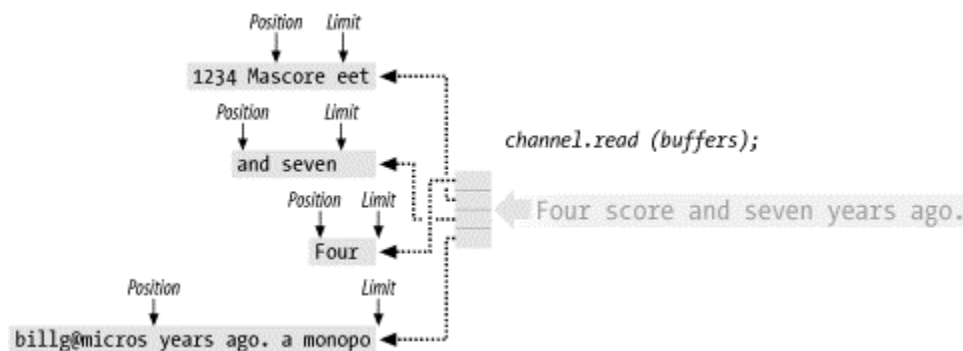 Position Limit
1234 Mascore eet
Position Limit
channel.read (buffers);
and seven
Position Limit
Four score and seven years ago.
Four
Position Limit
billg@micros years ago. a monopo